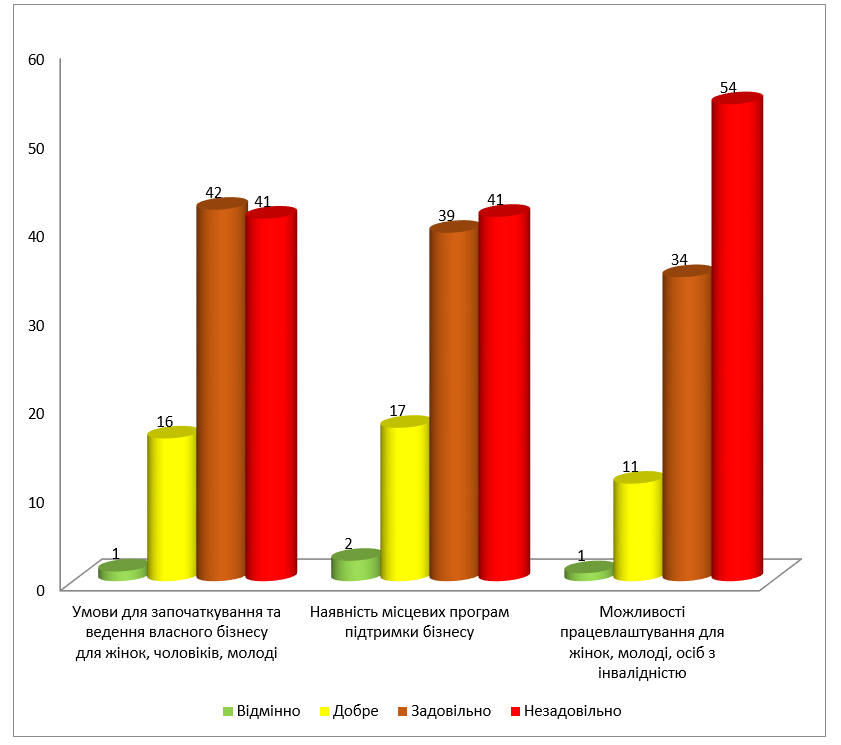 60
50
40
30
20
10
0
1
16
42
41
2
17
39
41
1
11
34
54
Умови для започаткування та
ведення власного бізнесу
для жінок, чоловіків, молоді
Наявність місцевих програм
підтримки бізнесу
Можливості
працевлаштування для
жінок, молоді, осіб з
інвалідністю
Відмінно Добре Задовільно Незадовільно